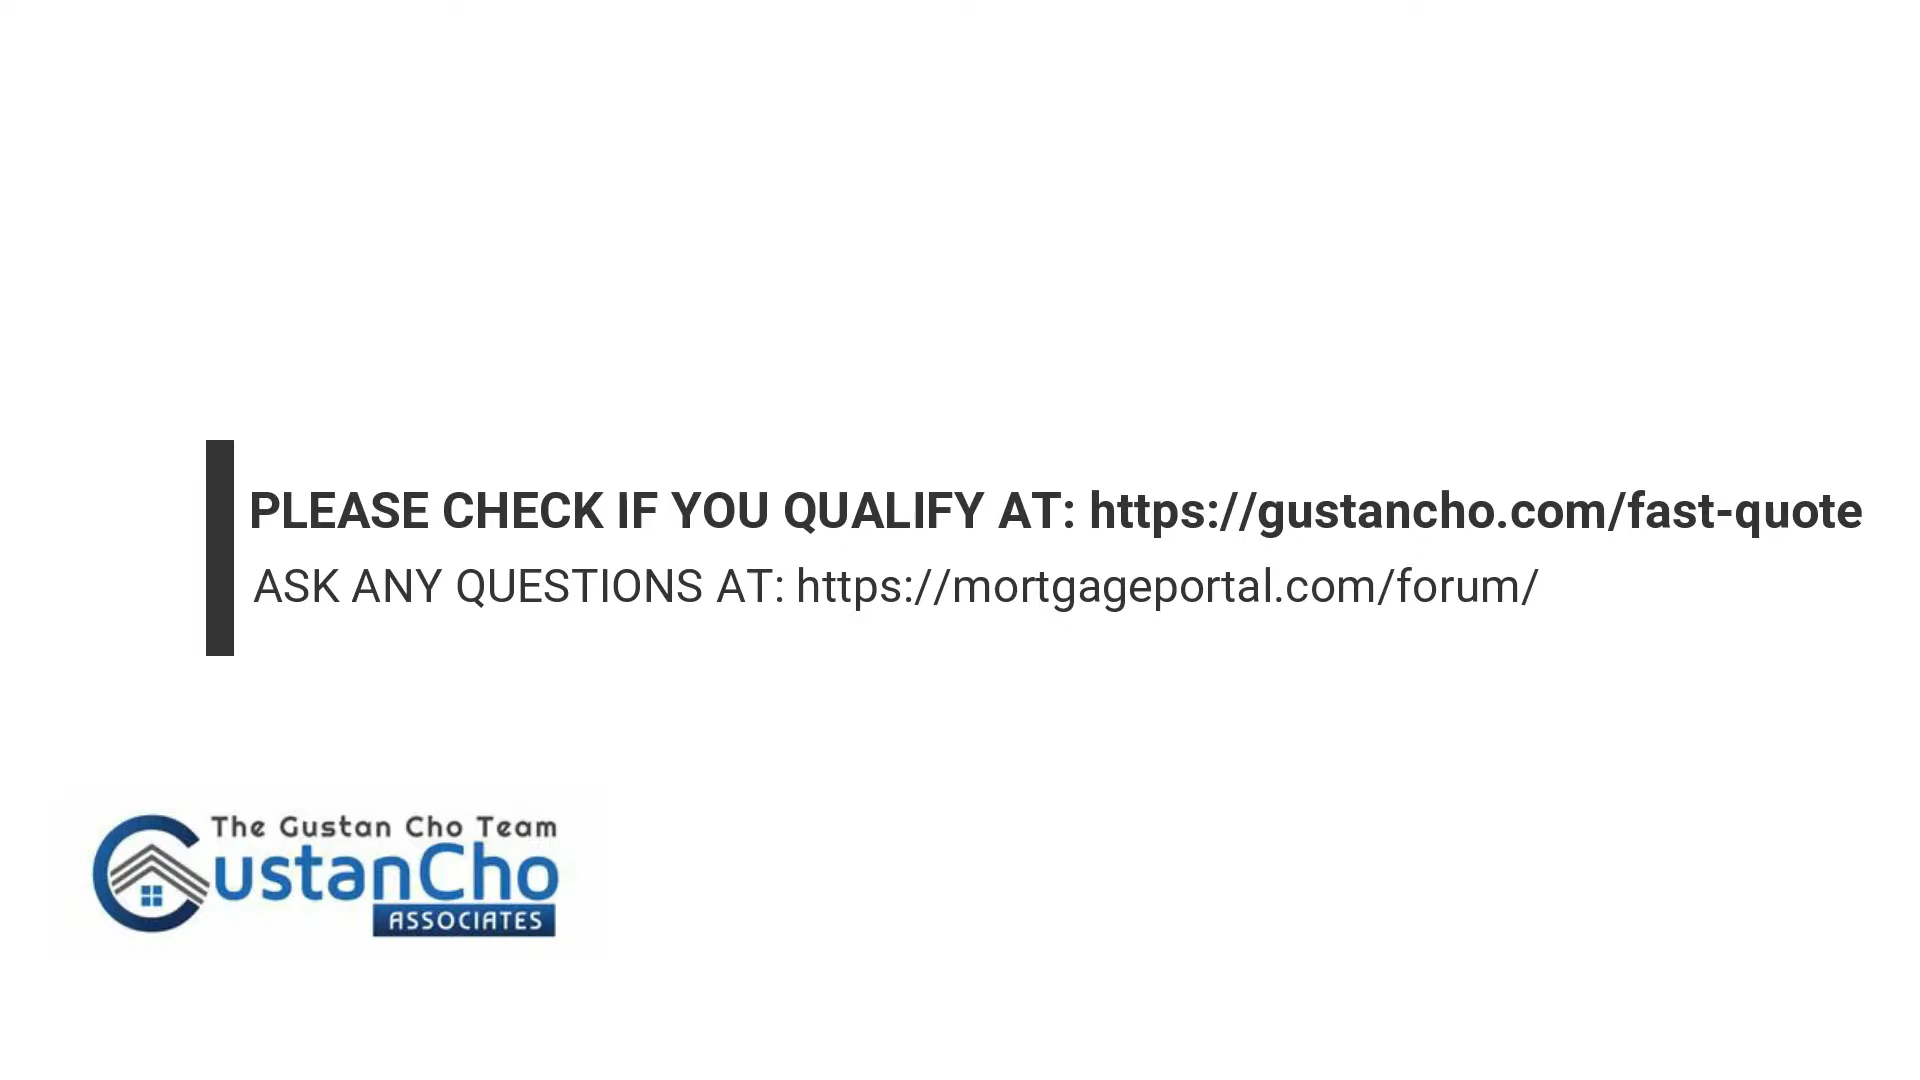 PLEASE CHECK IF YOU QUALIFY AT: https://gustancho.com/fast-quote
ASK ANY QUESTIONS AT: https://mortgageportal.com/forum/
The Gustan Cho Team
GustanCho
ASSOCIATES